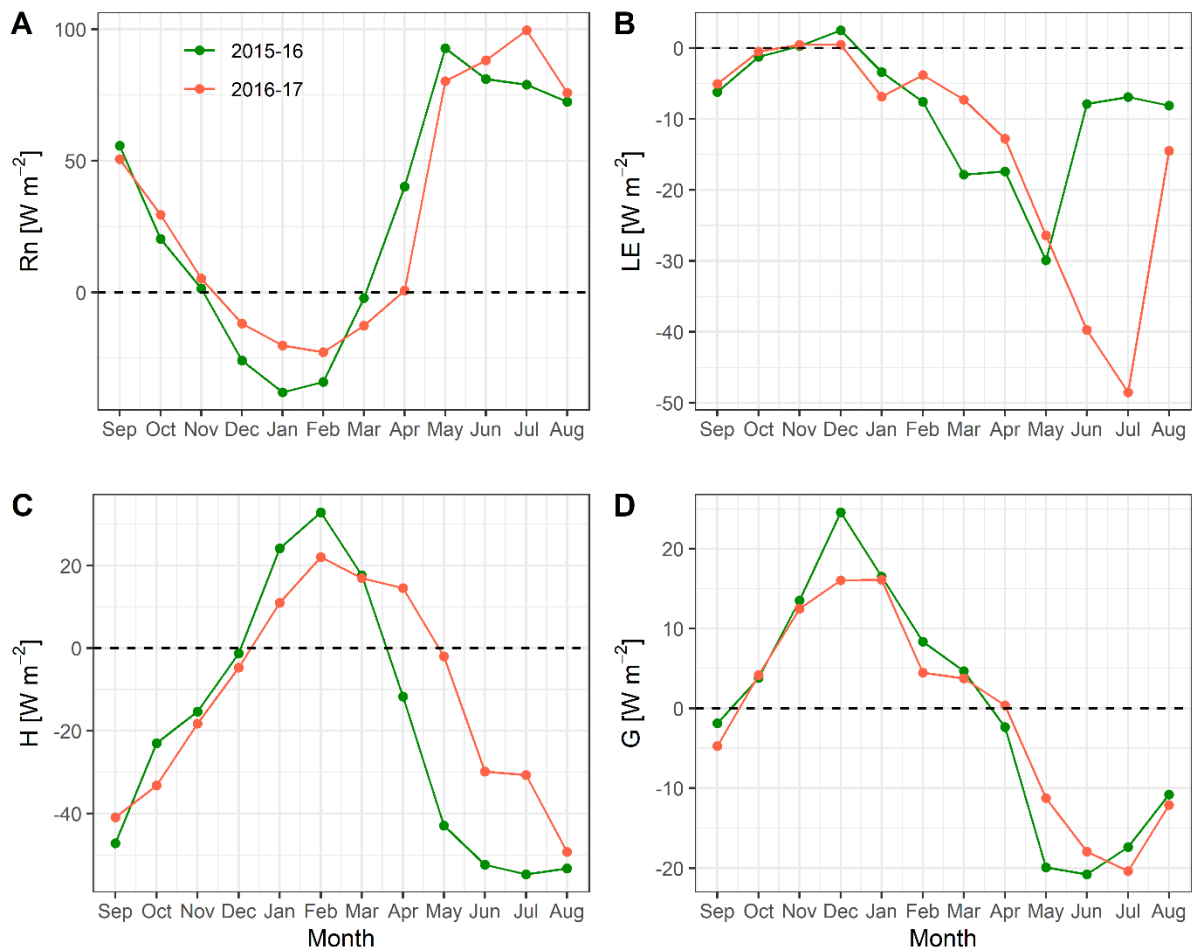 A
2015-16
2016-17
100
50
0
Rn [W m−2]
Sep Oct Nov Dec Jan Feb Mar Apr May Jun Jul Aug
B
0
-10
-20
-30
-40
-50
LE [W m−2]
Sep Oct Nov Dec Jan Feb Mar Apr May Jun Jul Aug
C
20
0
-20
-40
H [W m−2]
Sep Oct Nov Dec Jan Feb Mar Apr May Jun Jul Aug
Month
D
20
10
0
-10
-20
G [W m−2]
Sep Oct Nov Dec Jan Feb Mar Apr May Jun Jul Aug
Month